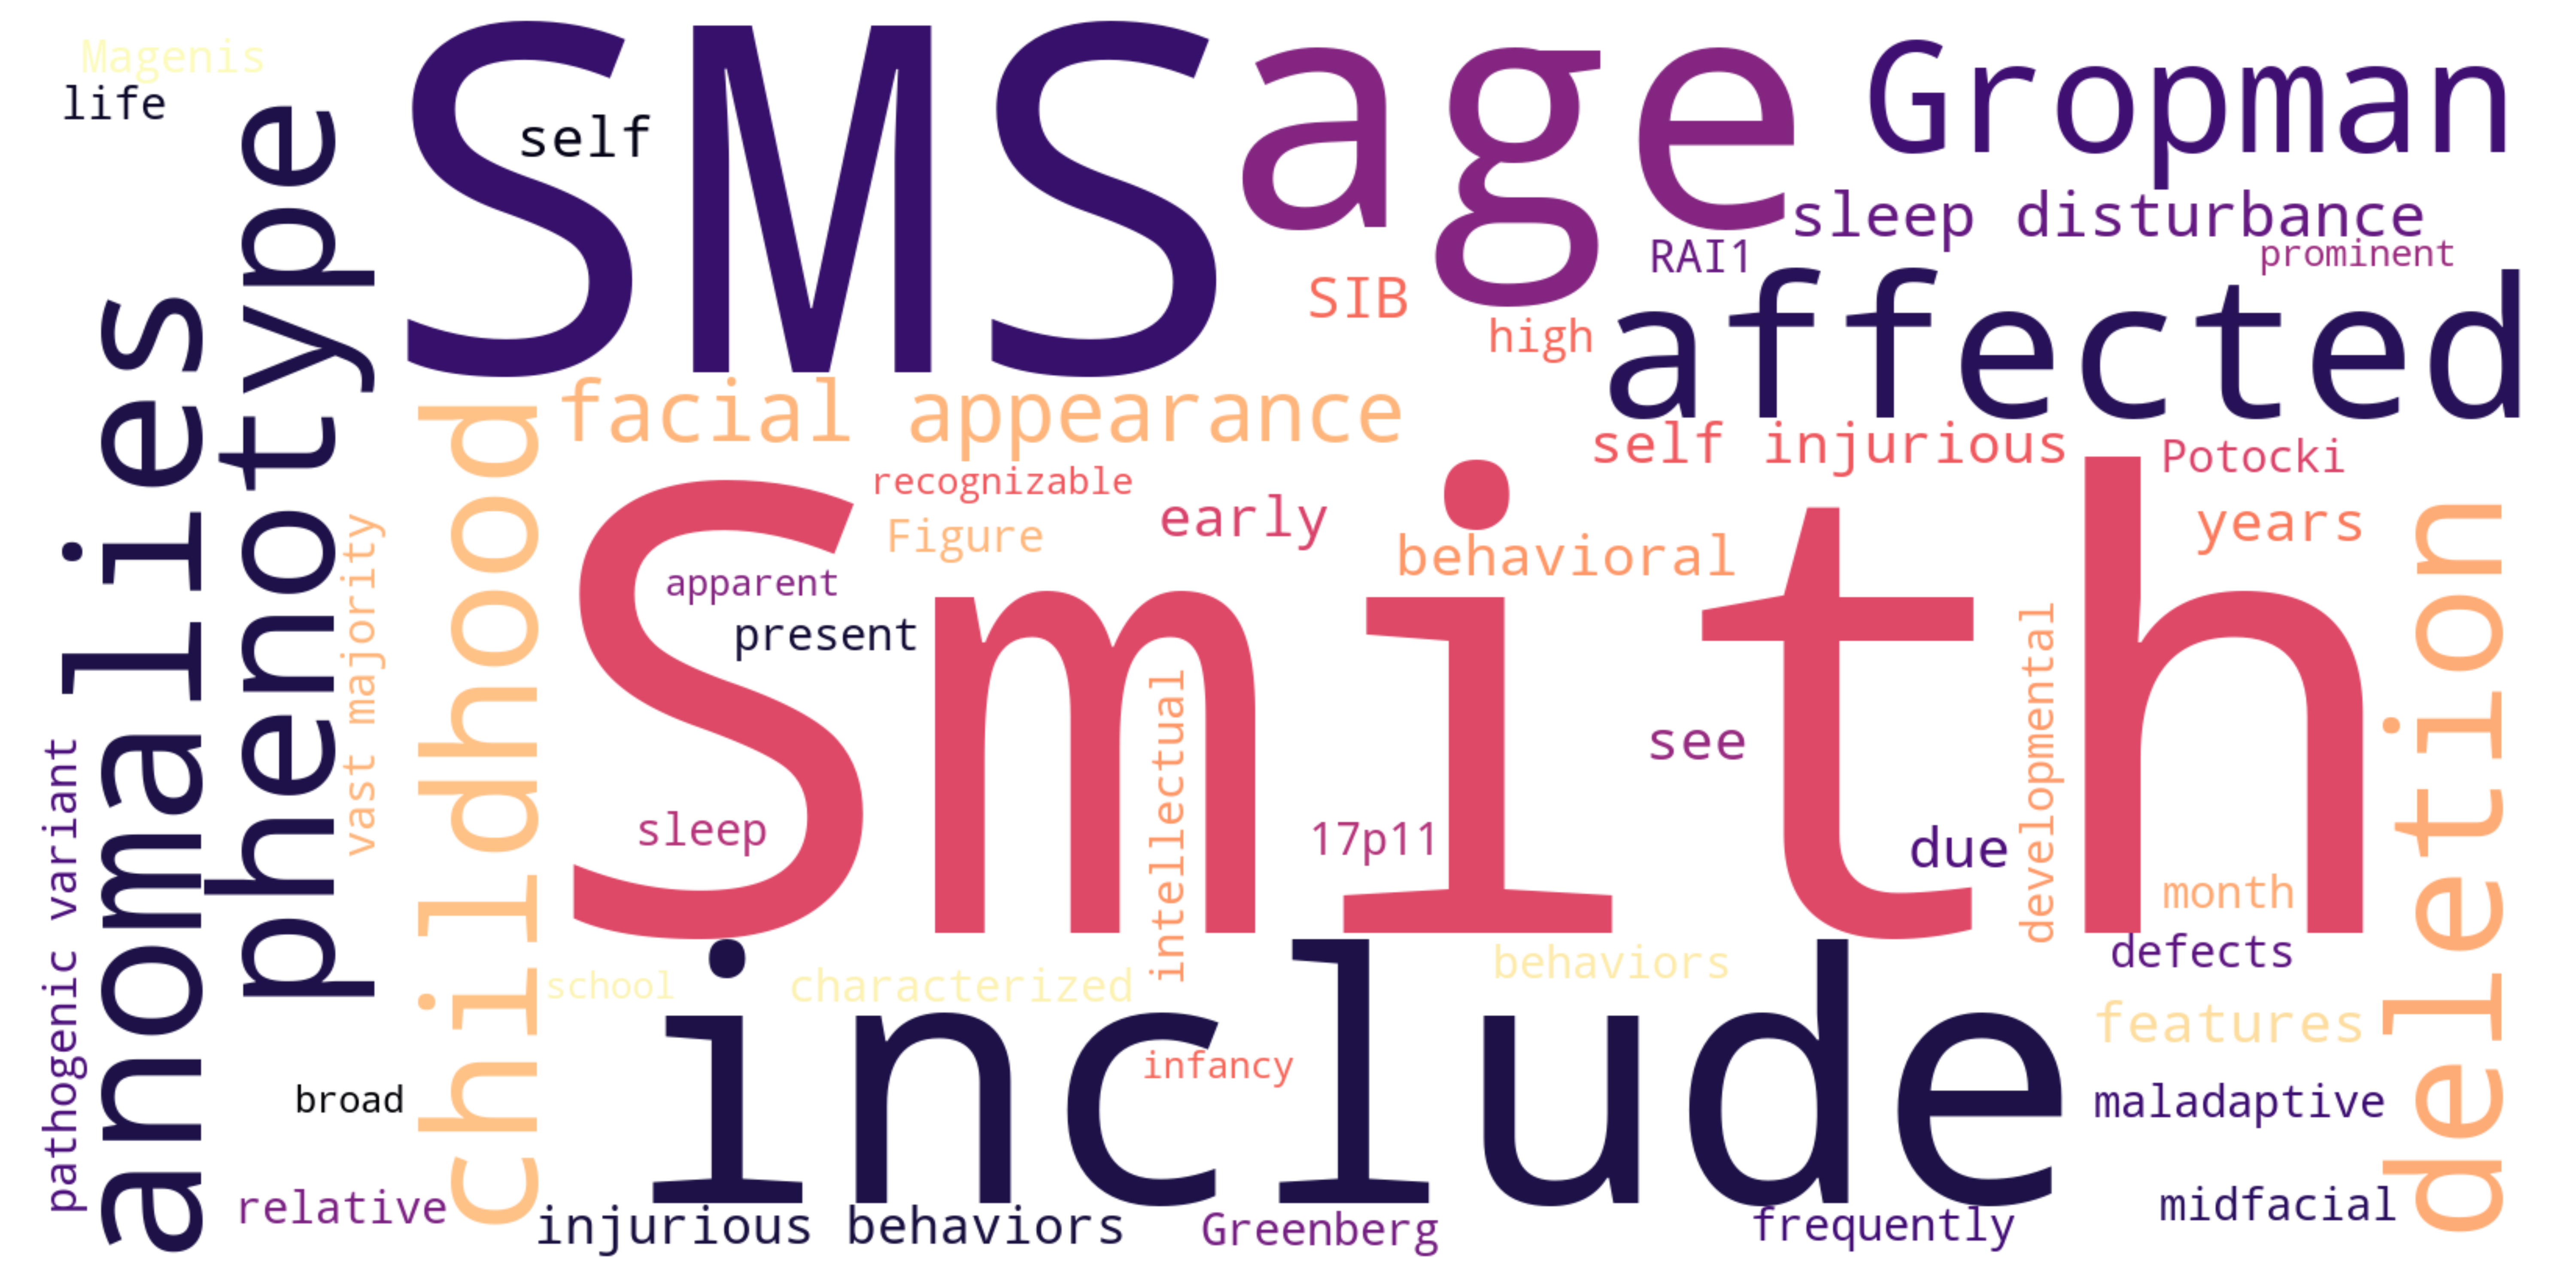 Magenis
life
SMS
self
age
Gropman
sleep disturbance
RAI1
prominent
SIB
high
affected
phenotype
anomalies
childhood
facial appearance
self injurious
Potocki
recognizable
Figure
early
behavioral
years
vast majority
apparent
present
Smith
intellectual
see
developmental
deletion
sleep
17p11
due
month
defects
pathogenic variant
school
characterized
behaviors
include
features
infancy
broad
maladaptive
relative
injurious behaviors
Greenberg
frequently
midfacial